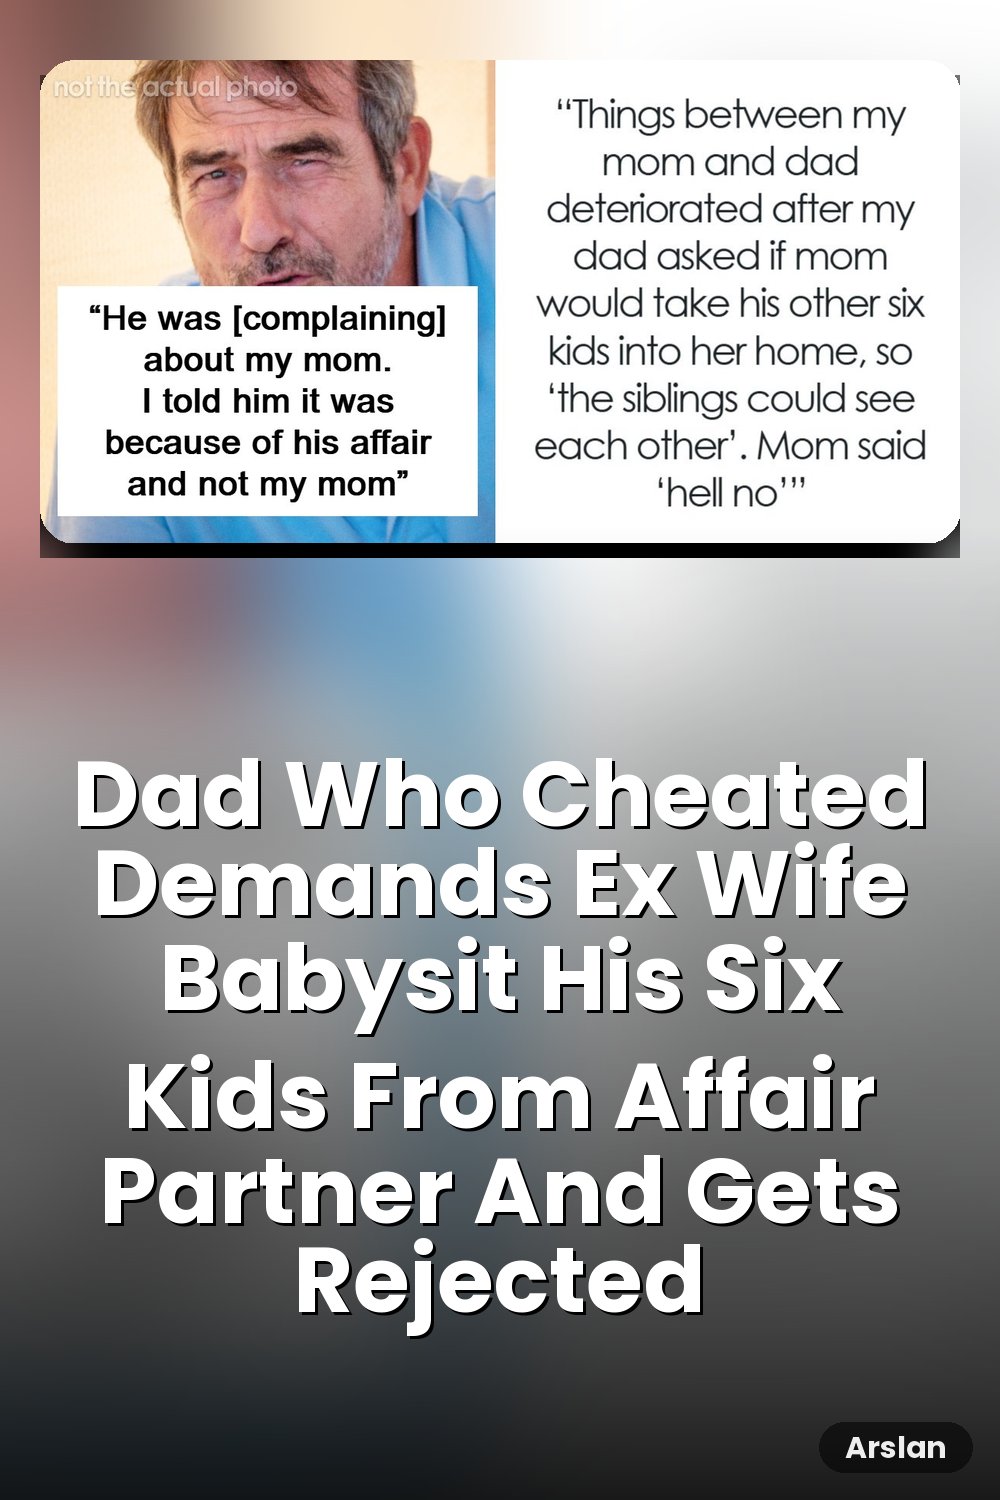 not the actual photo
“He was [complaining]
about my mom.
I told him it was
because of his affair
and not my mom”
“Things between my
mom and dad
deteriorated after my
dad asked if mom
would take his other six
kids into her home, so
‘the siblings could see
each other’. Mom said
‘hell no’”
Dad Who Cheated
Demands Ex Wife
Babysit His Six
Kids From Affair
Partner And Gets
Rejected
Arslan